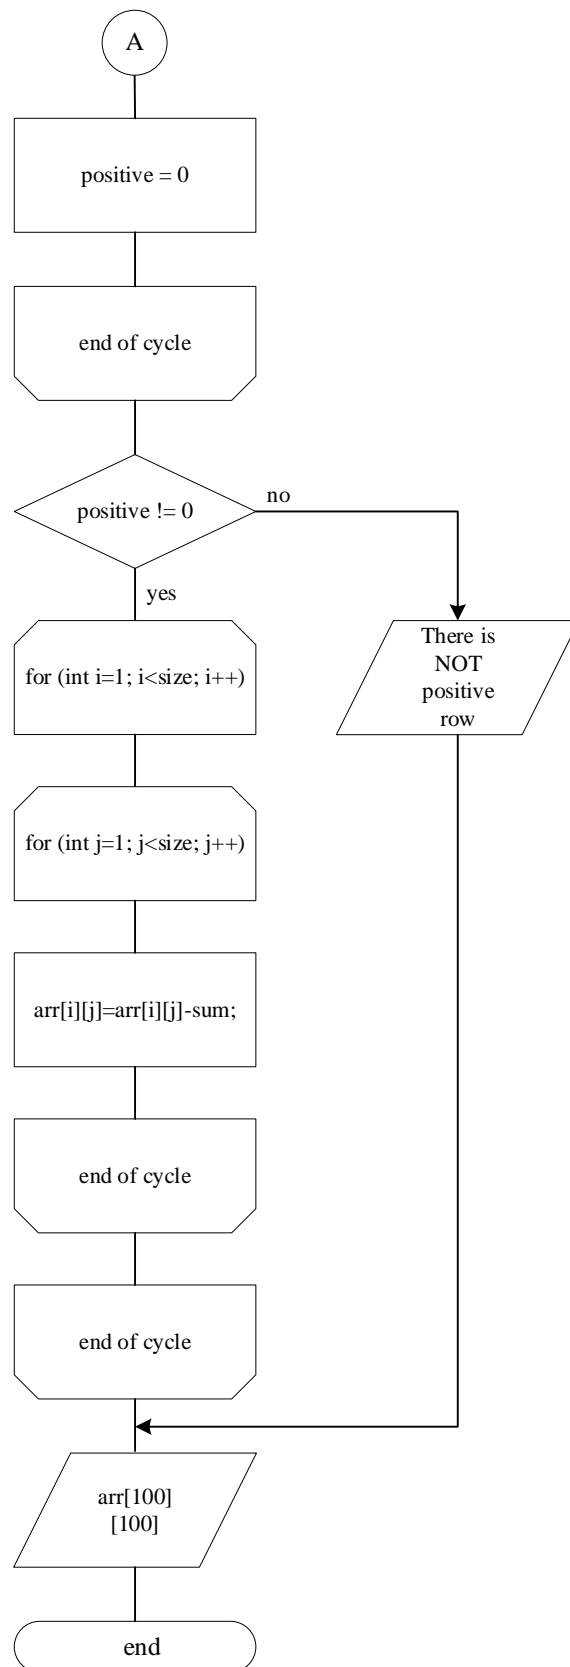 A
positive = 0
end of cycle
positive != 0
no
yes
for (int i=1; i<size; i++)
There is
NOT
positive
row
for (int j=1; j<size; j++)
arr[i][j]=arr[i][j]-sum;
end of cycle
end of cycle
arr[100]
[100]
end